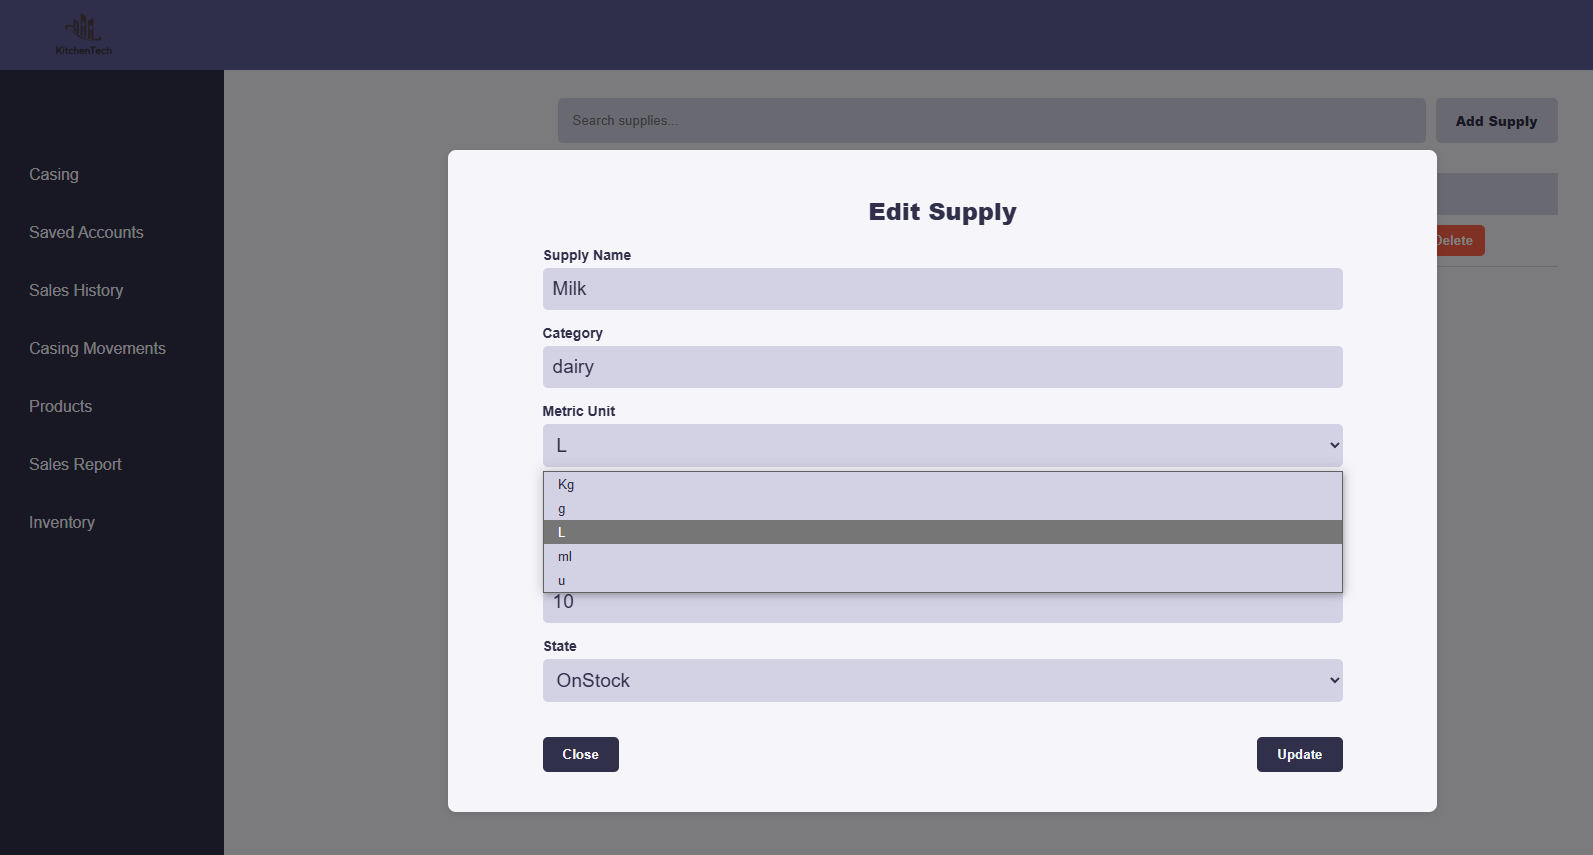 KitchenTech
Search supplies...
Add Supply
Casing
Saved Accounts
Sales History
Casing Movements
Products
Sales Report
Inventory
Delete
Edit Supply
Supply Name
Milk
Category
dairy
Metric Unit
L
Kg
g
L
ml
u
10
State
OnStock
Close
Update